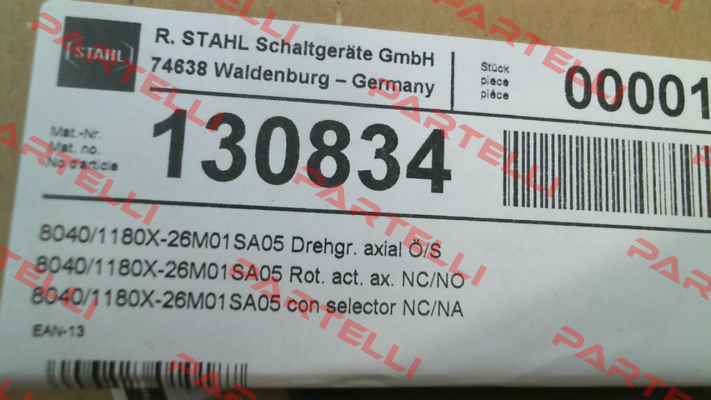 STAHL
R. STAHL Schaltgeräte GmbH
74638 Waldenburg – Germany
Stück
piece
pièce
00001
Mat.-Nr.
Mat. no.
No d'article
130834
8040/1180X-26M01SA05 Drehgr. axial Ö/S
8040/1180X-26M01SA05 Rot. act. ax. NC/NO
8040/1180X-26M01SA05 con selector NC/NA
EAN-13
PARTELLI
PARTELLI
PARTELLI
PARTELLI
PARTELLI
PARTELLI